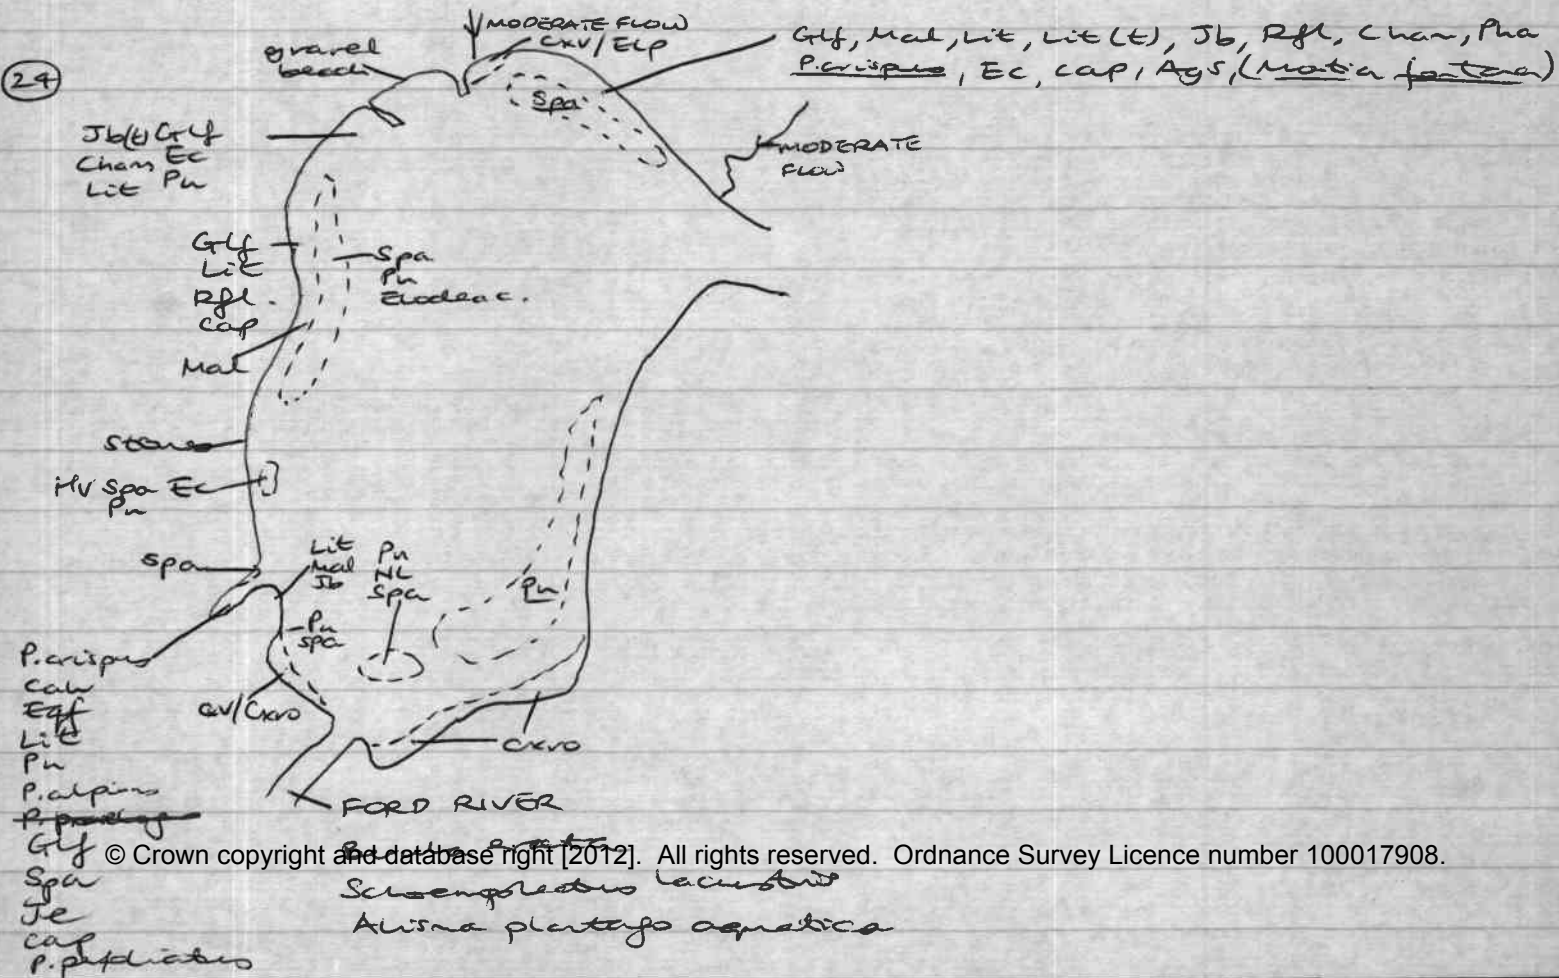 24
gravel
beach
MODERATE FLOW
CXV/ELP
Glf, Mal, Lit, Lit(t), Jb, Rfl, Cham, Pha
P.crispus, Ec, Cap, AgS, (Montia fontana)
Spa
MODERATE
FLOW
Jb(t) Glf
Cham Ec
Lit Pn
Glf
Lit
Rfl.
Cap
Mal
Spa
Pn
Elodea c.
Stones
MV Spa Ec
Pn
Spa
Lit
Mal
Jb
Pn
NL
Spa
Pn
Pn
Spa
P.crispus
Eqf
Lit
Pn
P.alpinus
Glf
Spa
Je
Cap
P.perfoliatus
CV/Cxro
Cxro
FORD RIVER
© Crown copyright and database right [2012]. All rights reserved. Ordnance Survey Licence number 100017908.
Schoenoplectus lacustris
Alisma plantago aquatica